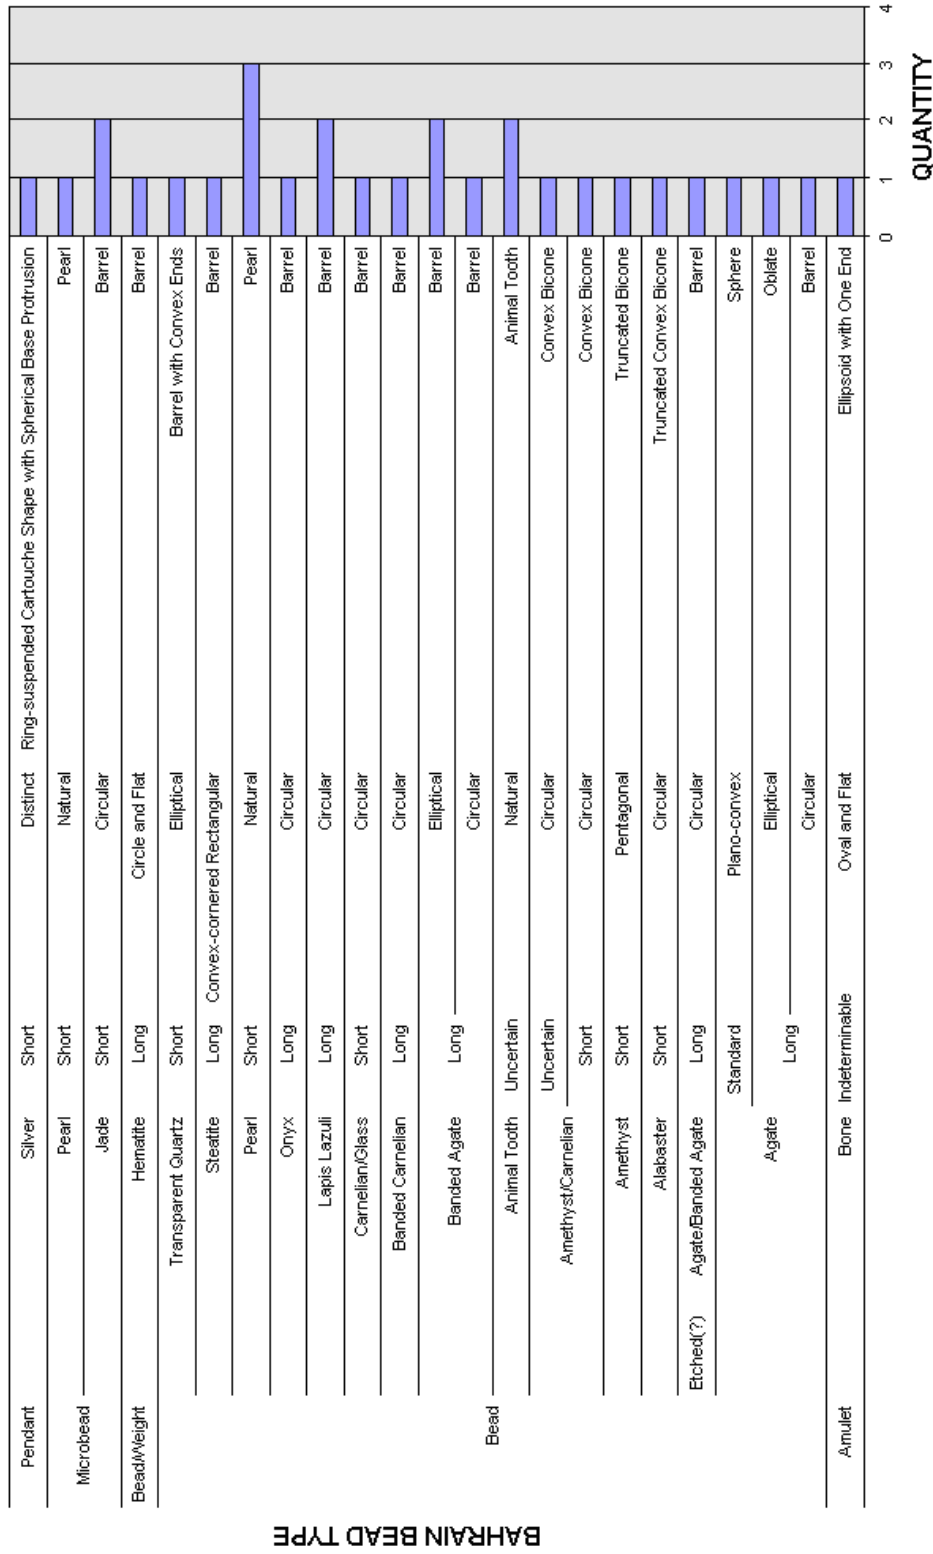 BAHRAIN BEAD TYPE
Pendant Silver Short Distinct Ring-suspended Cartouche Shape with Spherical Base Protrusion
Microbead Pearl Short Natural Pearl
Jade Short Circular Barrel
Bead/Weight Hematite Long Circle and Flat Barrel
Bead Transparent Quartz Short Elliptical Barrel with Convex Ends
Steatite Long Convex-cornered Rectangular Barrel
Pearl Short Natural Pearl
Onyx Long Circular Barrel
Lapis Lazuli Long Circular Barrel
Carnelian/Glass Short Circular Barrel
Banded Carnelian Long Circular Barrel
Banded Agate Long Elliptical Barrel
Circular Barrel
Animal Tooth Uncertain Natural Animal Tooth
Amethyst/Carnelian Uncertain Circular Convex Bicone
Short Circular Convex Bicone
Amethyst Short Pentagonal Truncated Bicone
Alabaster Short Circular Truncated Convex Bicone
Etched(?) Agate/Banded Agate Long Circular Barrel
Agate Standard Plano-convex Sphere
Long Elliptical Oblate
Circular Barrel
Amulet Bone Indeterminable Oval and Flat Ellipsoid with One End
0 1 2 3 4
QUANTITY